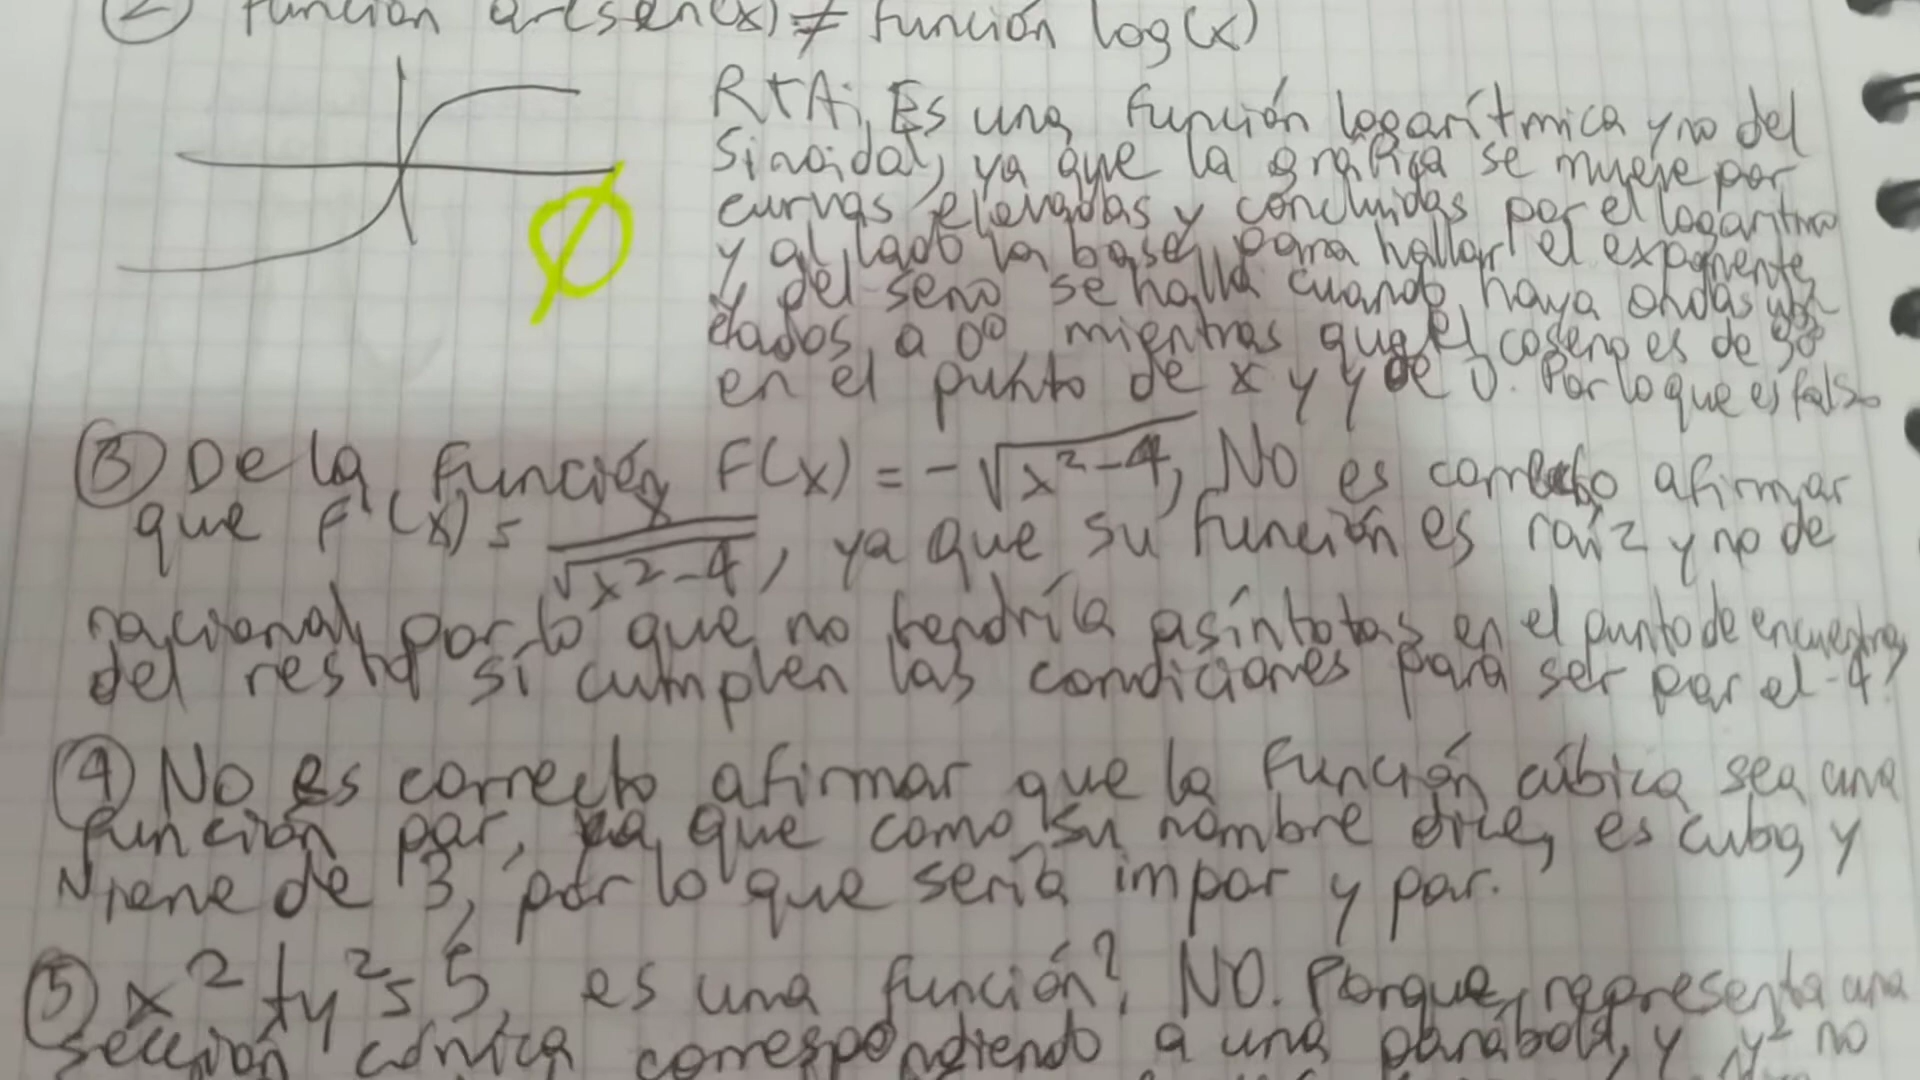 ② función arcsen(x) ≠ función log(x)
RTA: Es una función logarítmica y no del
sinoidal, ya que la gráfica se mueve por
curvas elevadas y concluidas por el logaritmo
y al lado la base, para hallar el exponente,
y del seno se halla cuando haya ondas
a 0° mientras que el coseno es de 90°
en el punto de x y y de 0. Por lo que es falso
③ De la función F(x) = -√x²-4, NO es correcto afirmar
que F'(x)= x/√x²-4, ya que su función es raíz y no de
racional, por lo que no tendría asíntotas en el punto de
del resto si cumplen las condiciones para ser par el -4.
④ No es correcto afirmar que la función cúbica sea una
función par, ya que como su nombre dice, es cubo, y
viene de 3, por lo que sería impar y par.
⑤ x²+y²=5, es una función? NO. Porque, representa una
sección cónica correspondiendo a una parábola, y y² no